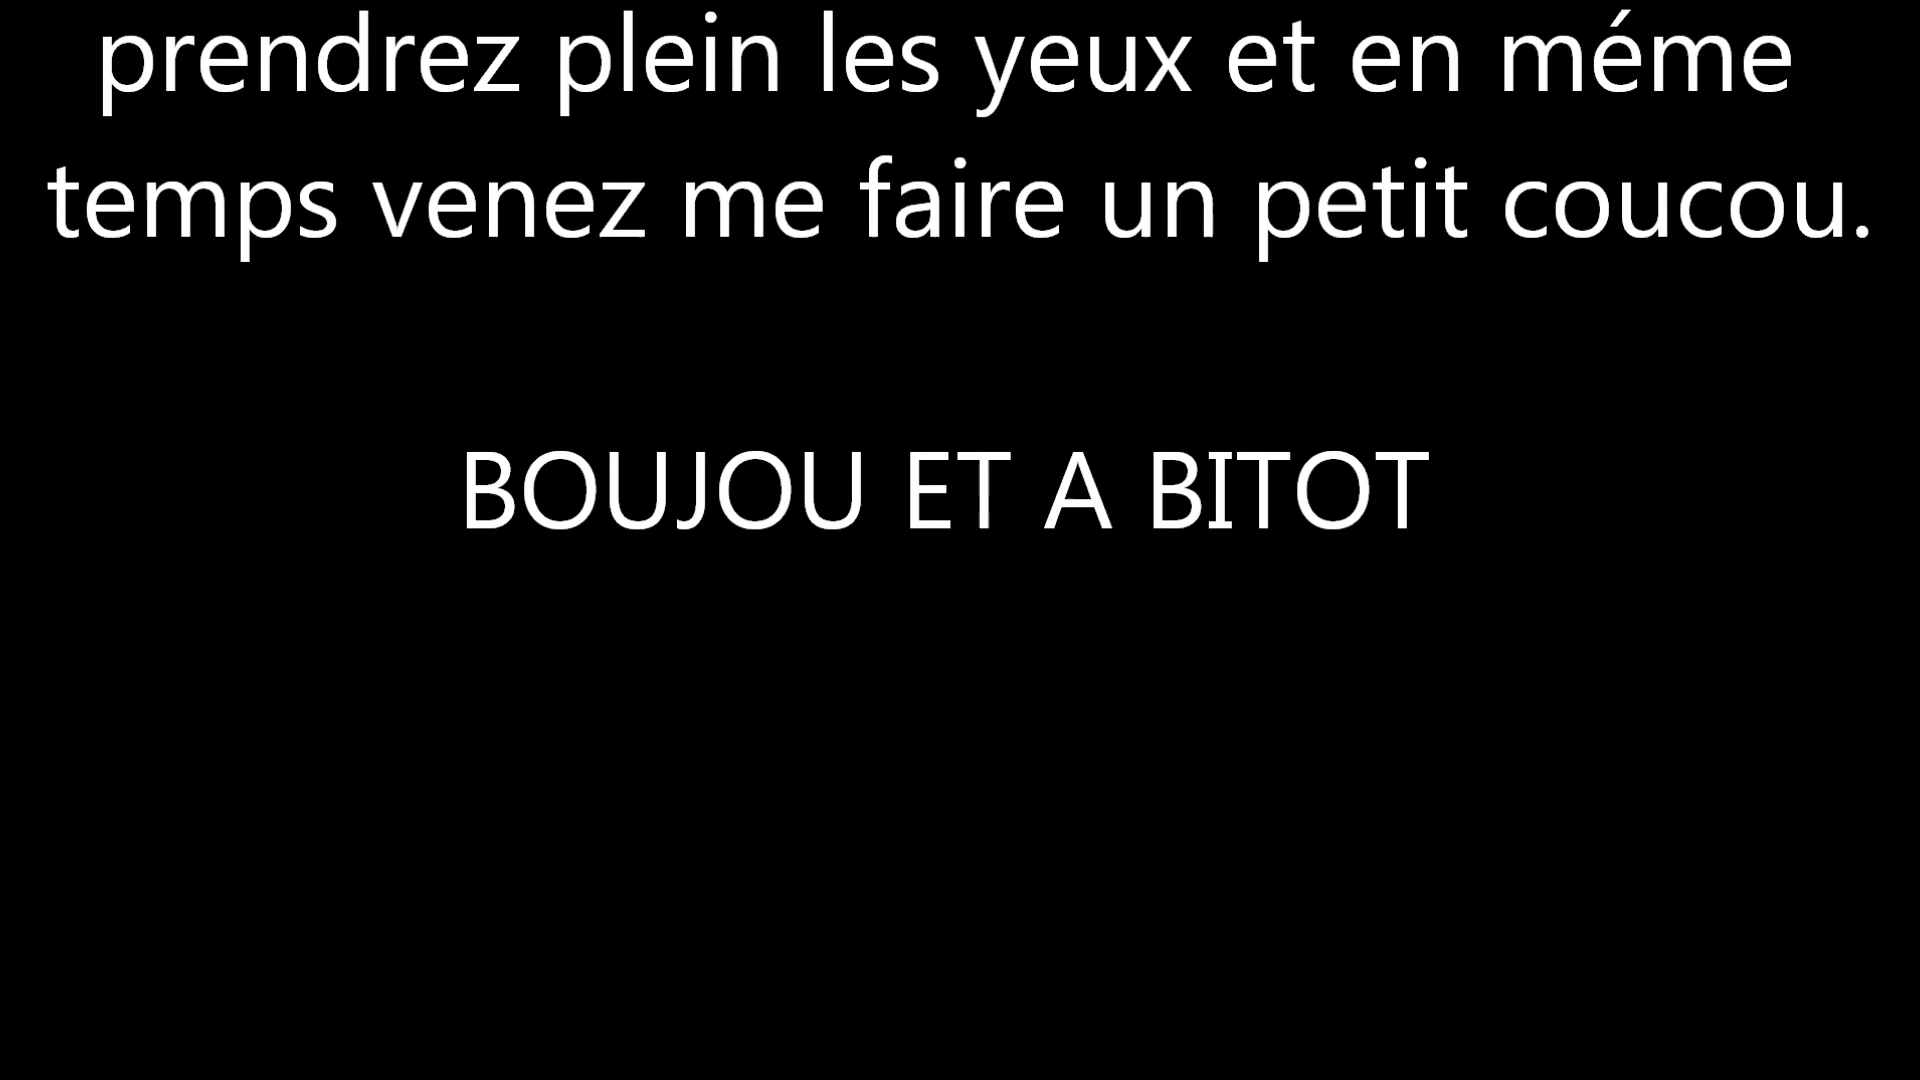 prendrez plein les yeux et en méme
temps venez me faire un petit coucou.
BOUJOU ET A BITOT